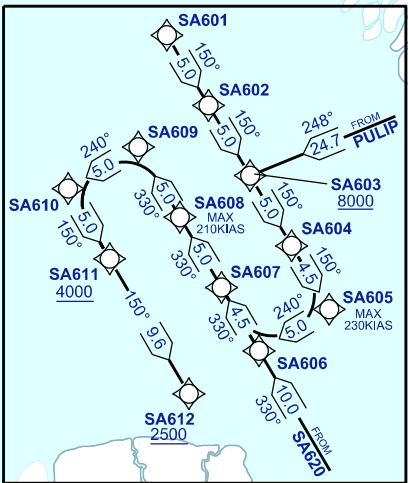 SA601
150°
5.0
SA602
150°
5.0
248°
24.7
FROM
PULIP
SA609
240°
5.0
SA603
8000
SA610
5.0
330°
SA608
MAX
210KIAS
150°
5.0
5.0
150°
SA604
5.0
330°
150°
4.5
SA611
4000
SA607
240°
5.0
SA605
MAX
230KIAS
150°
9.6
4.5
330°
SA606
SA612
2500
10.0
330°
FROM
SA620